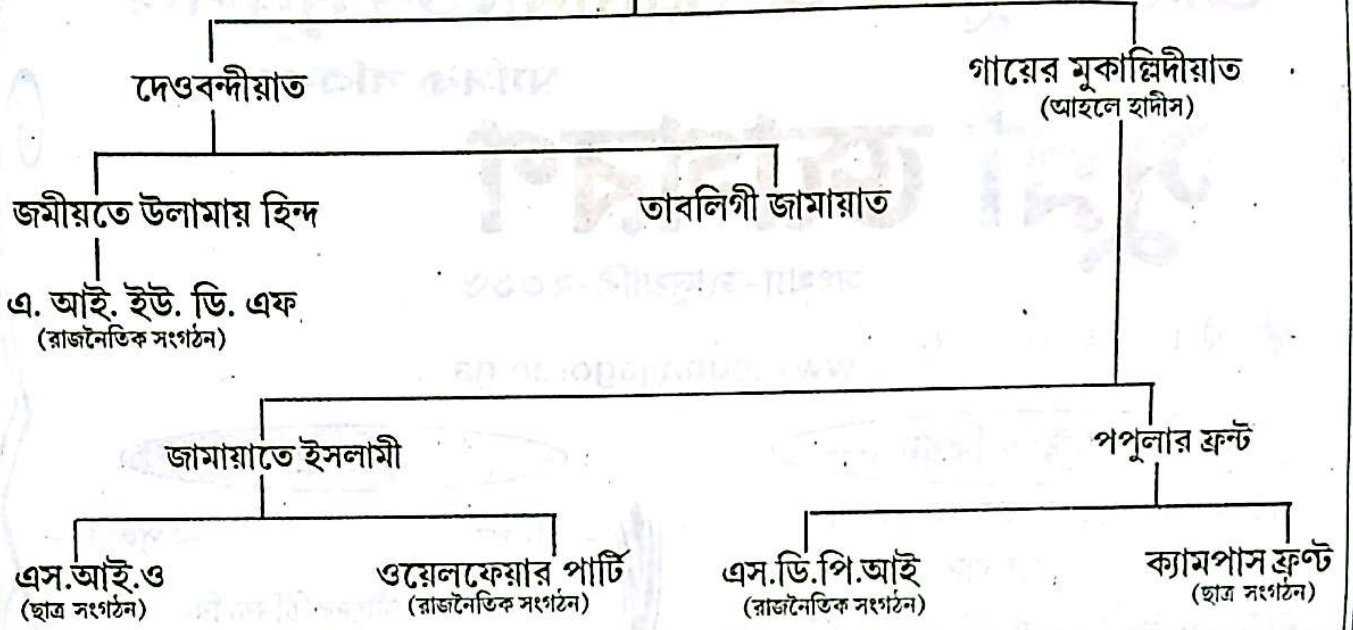 দেওবন্দীয়াত
গায়ের মুকাল্লিদীয়াত
(আহলে হাদীস)
জমীয়তে উলামায় হিন্দ
তাবলিগী জামায়াত
এ. আই. ইউ. ডি. এফ
(রাজনৈতিক সংগঠন)
জামায়াতে ইসলামী
পপুলার ফ্রন্ট
এস.আই.ও
(ছাত্র সংগঠন)
ওয়েলফেয়ার পার্টি
(রাজনৈতিক সংগঠন)
এস.ডি.পি.আই
(রাজনৈতিক সংগঠন)
ক্যামপাস ফ্রন্ট
(ছাত্র সংগঠন)